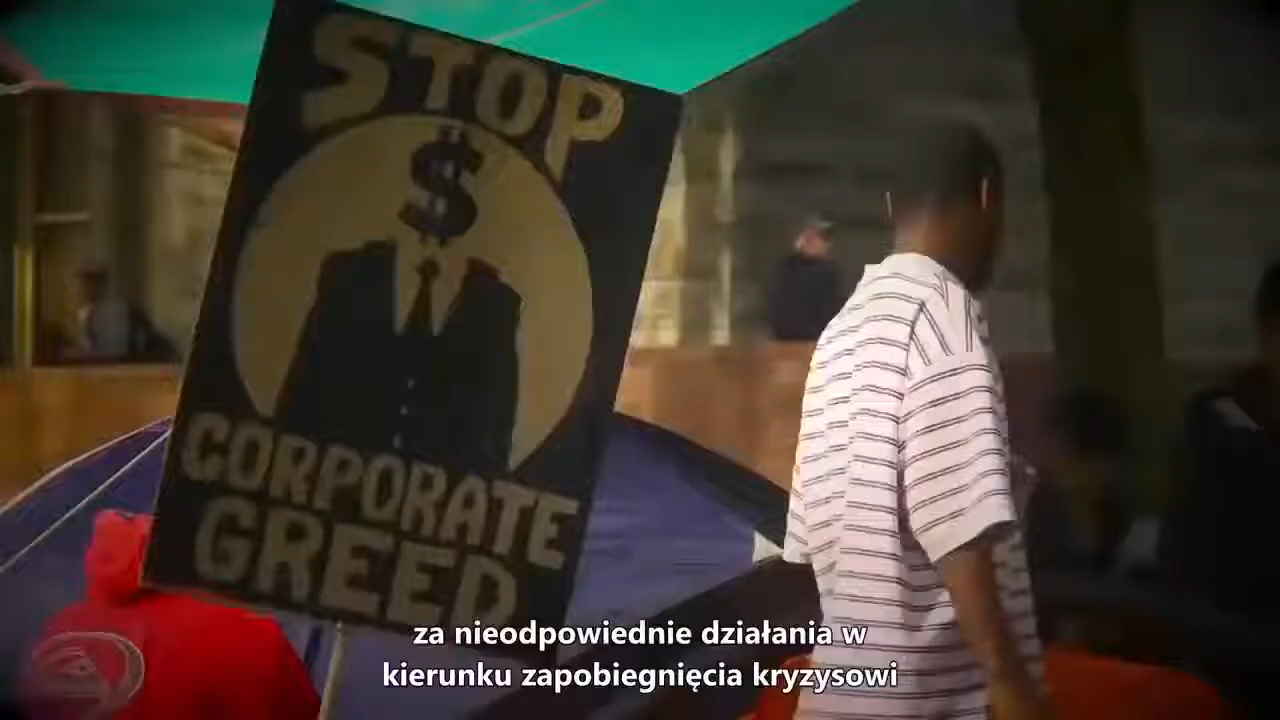 STOP
$
CORPORATE
GREED
za nieodpowiednie działania w
kierunku zapobiegnięcia kryzysowi